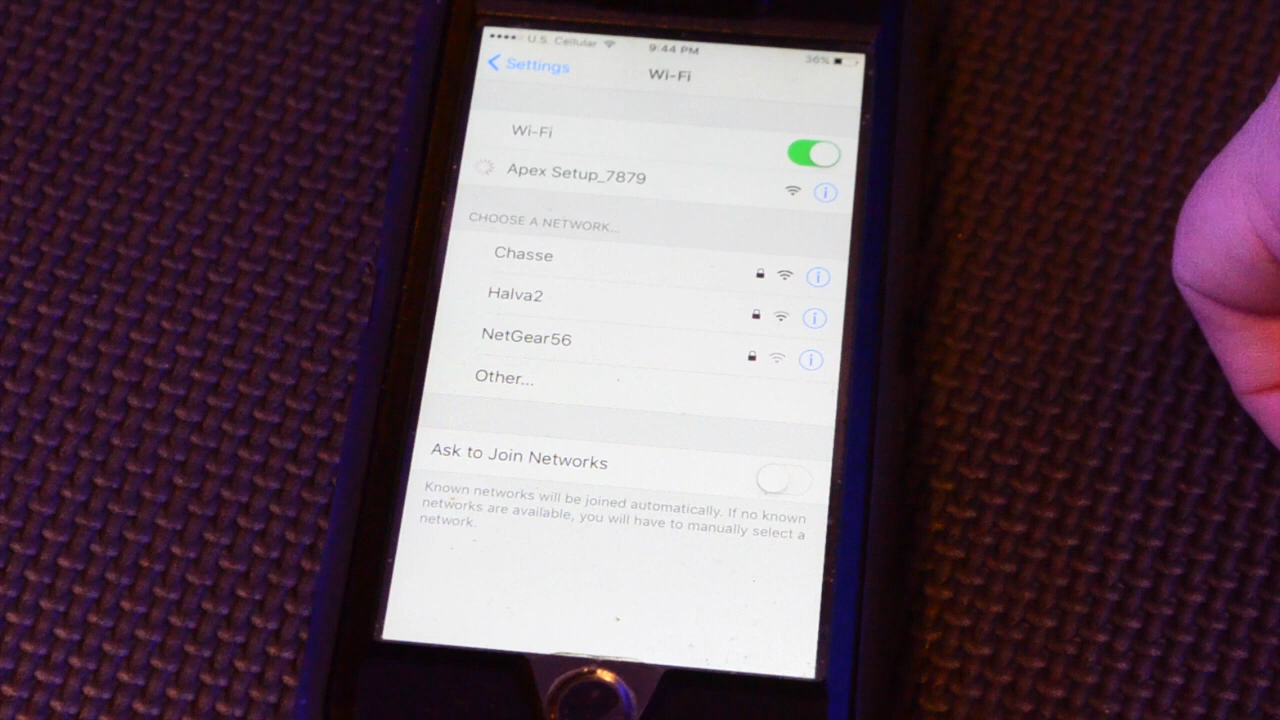 U.S. Cellular 9:44 PM 36%
Settings Wi-Fi
Wi-Fi
Apex Setup_7879
CHOOSE A NETWORK...
Chasse
Halva2
NetGear56
Other...
Ask to Join Networks
Known networks will be joined automatically. If no known
networks are available, you will have to manually select a
network.